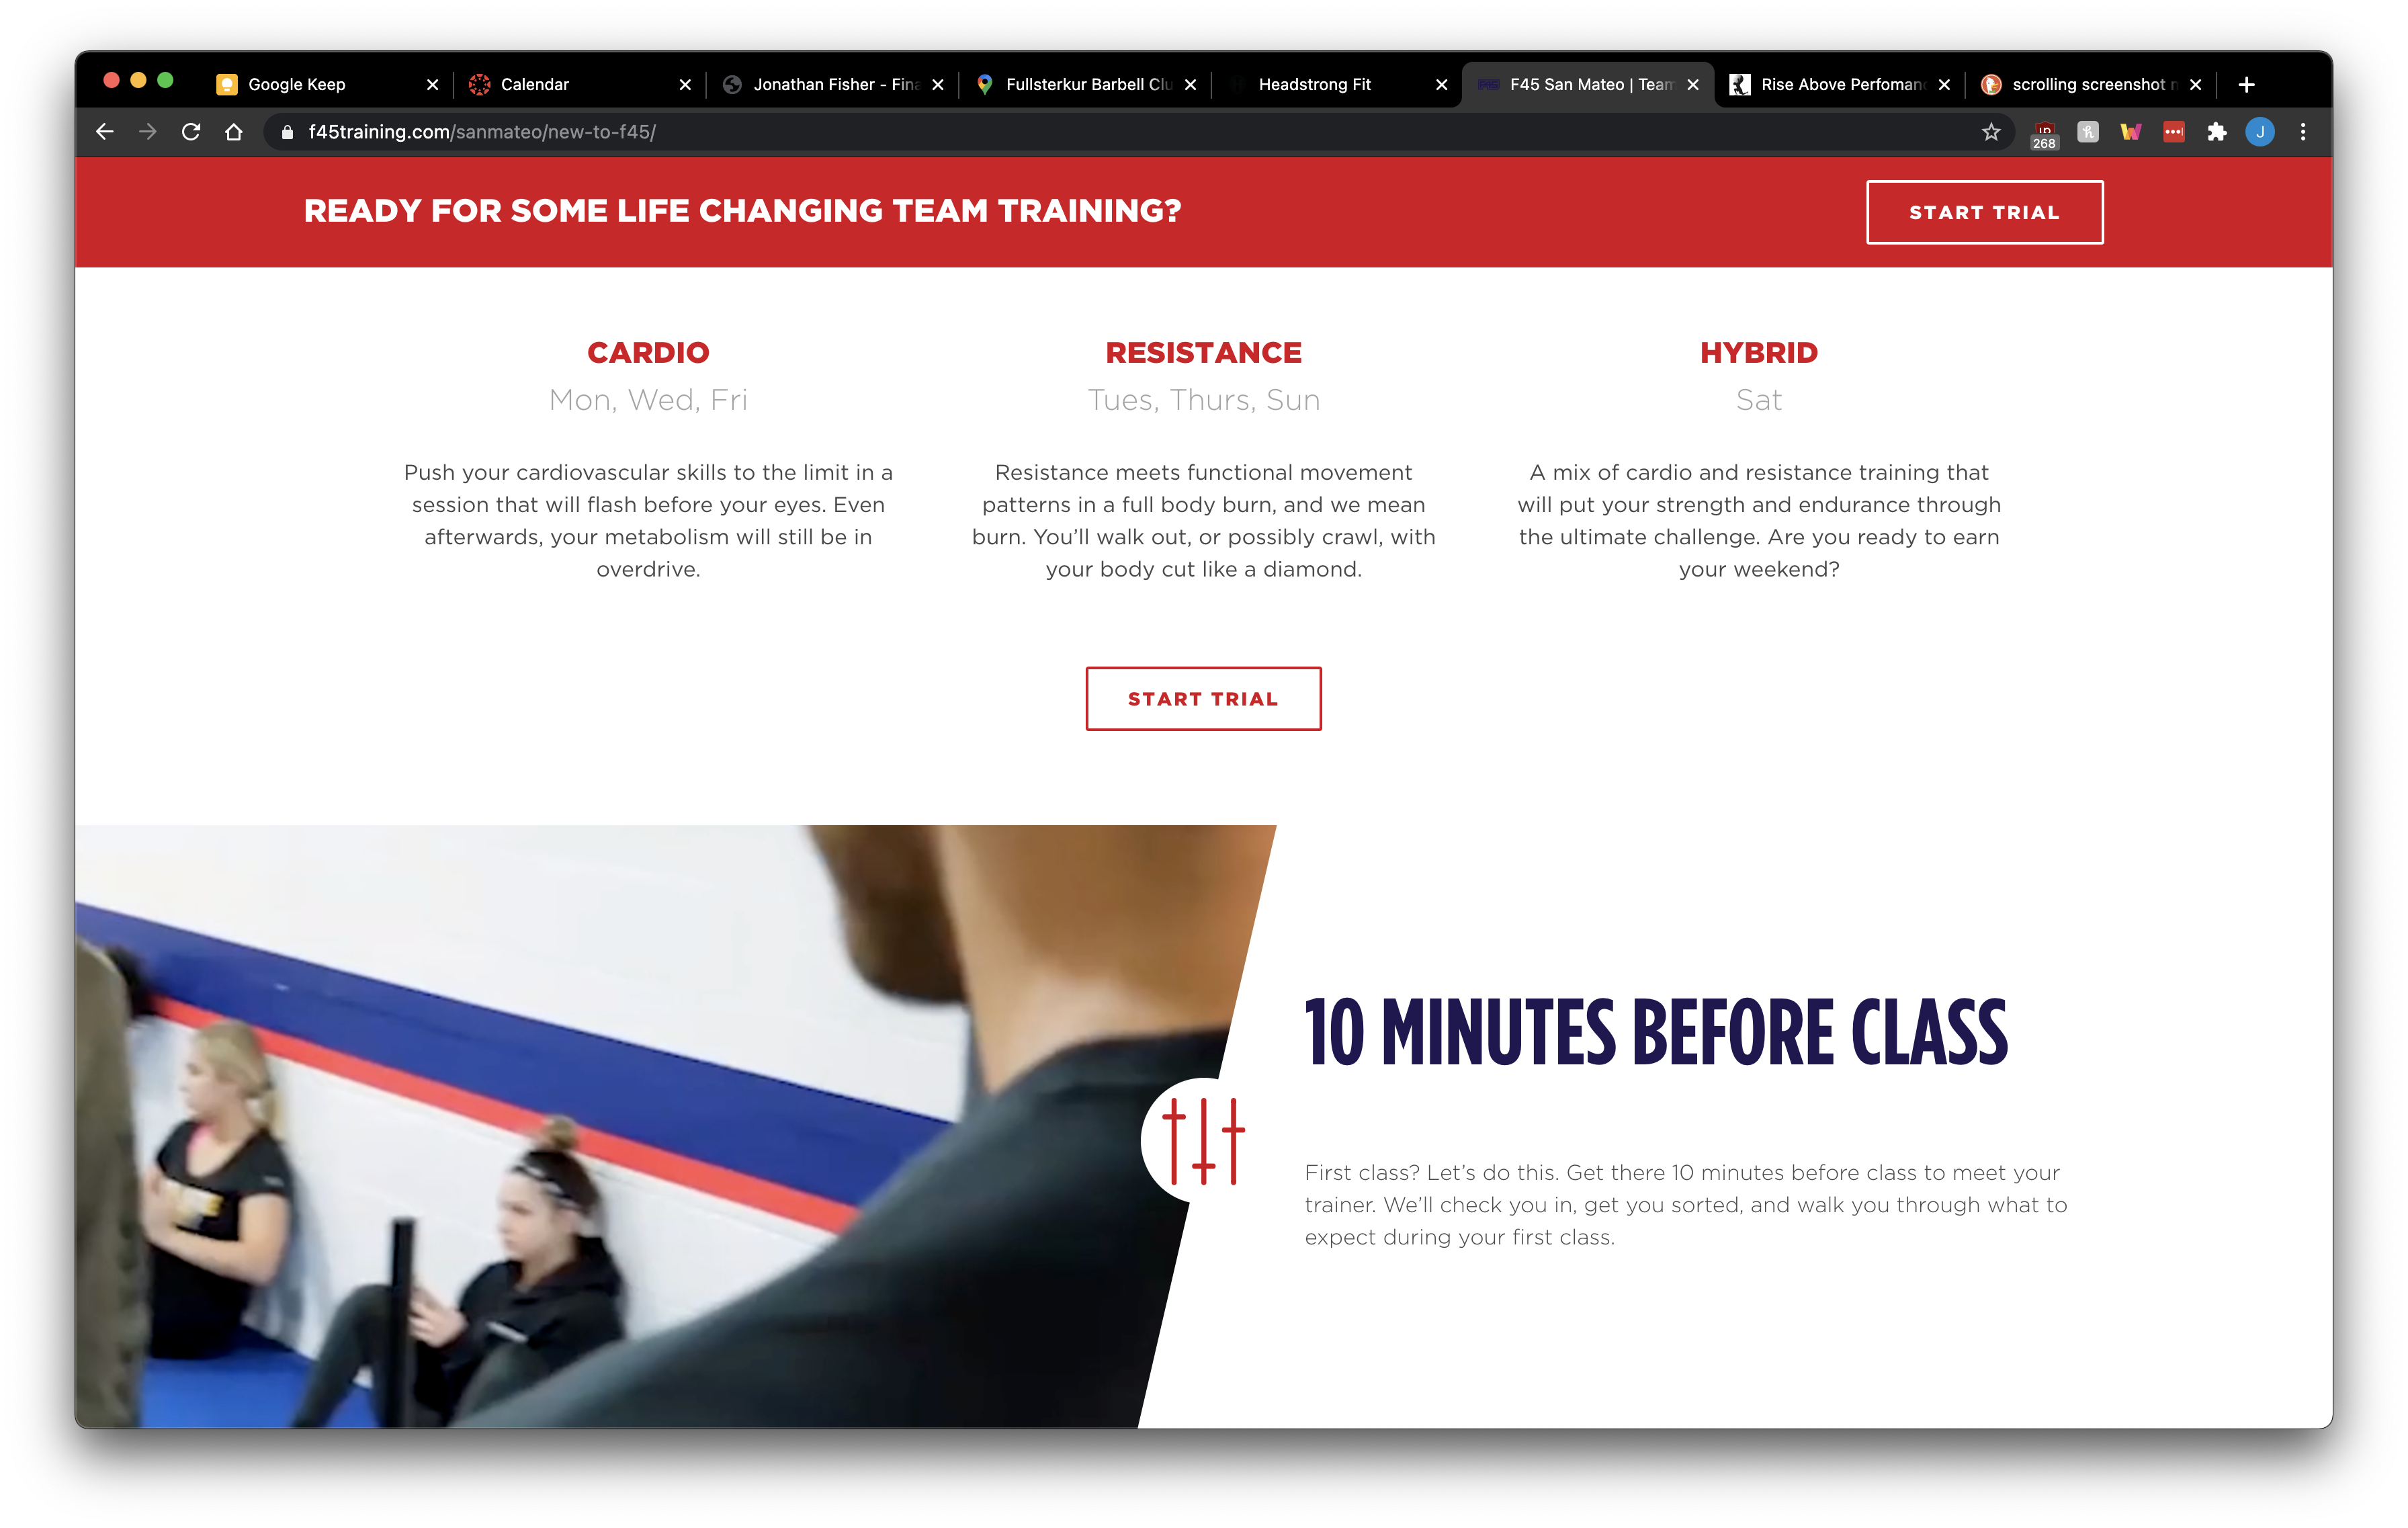 Google Keep
Calendar
Jonathan Fisher - Fina
Fullsterkur Barbell Clu
Headstrong Fit
F45 San Mateo | Team
Rise Above Perfomanc
scrolling screenshot n
f45training.com/sanmateo/new-to-f45/
268
J
READY FOR SOME LIFE CHANGING TEAM TRAINING?
START TRIAL
CARDIO
Mon, Wed, Fri
Push your cardiovascular skills to the limit in a
session that will flash before your eyes. Even
afterwards, your metabolism will still be in
overdrive.
RESISTANCE
Tues, Thurs, Sun
Resistance meets functional movement
patterns in a full body burn, and we mean
burn. You’ll walk out, or possibly crawl, with
your body cut like a diamond.
HYBRID
Sat
A mix of cardio and resistance training that
will put your strength and endurance through
the ultimate challenge. Are you ready to earn
your weekend?
START TRIAL
10 MINUTES BEFORE CLASS
First class? Let’s do this. Get there 10 minutes before class to meet your
trainer. We’ll check you in, get you sorted, and walk you through what to
expect during your first class.